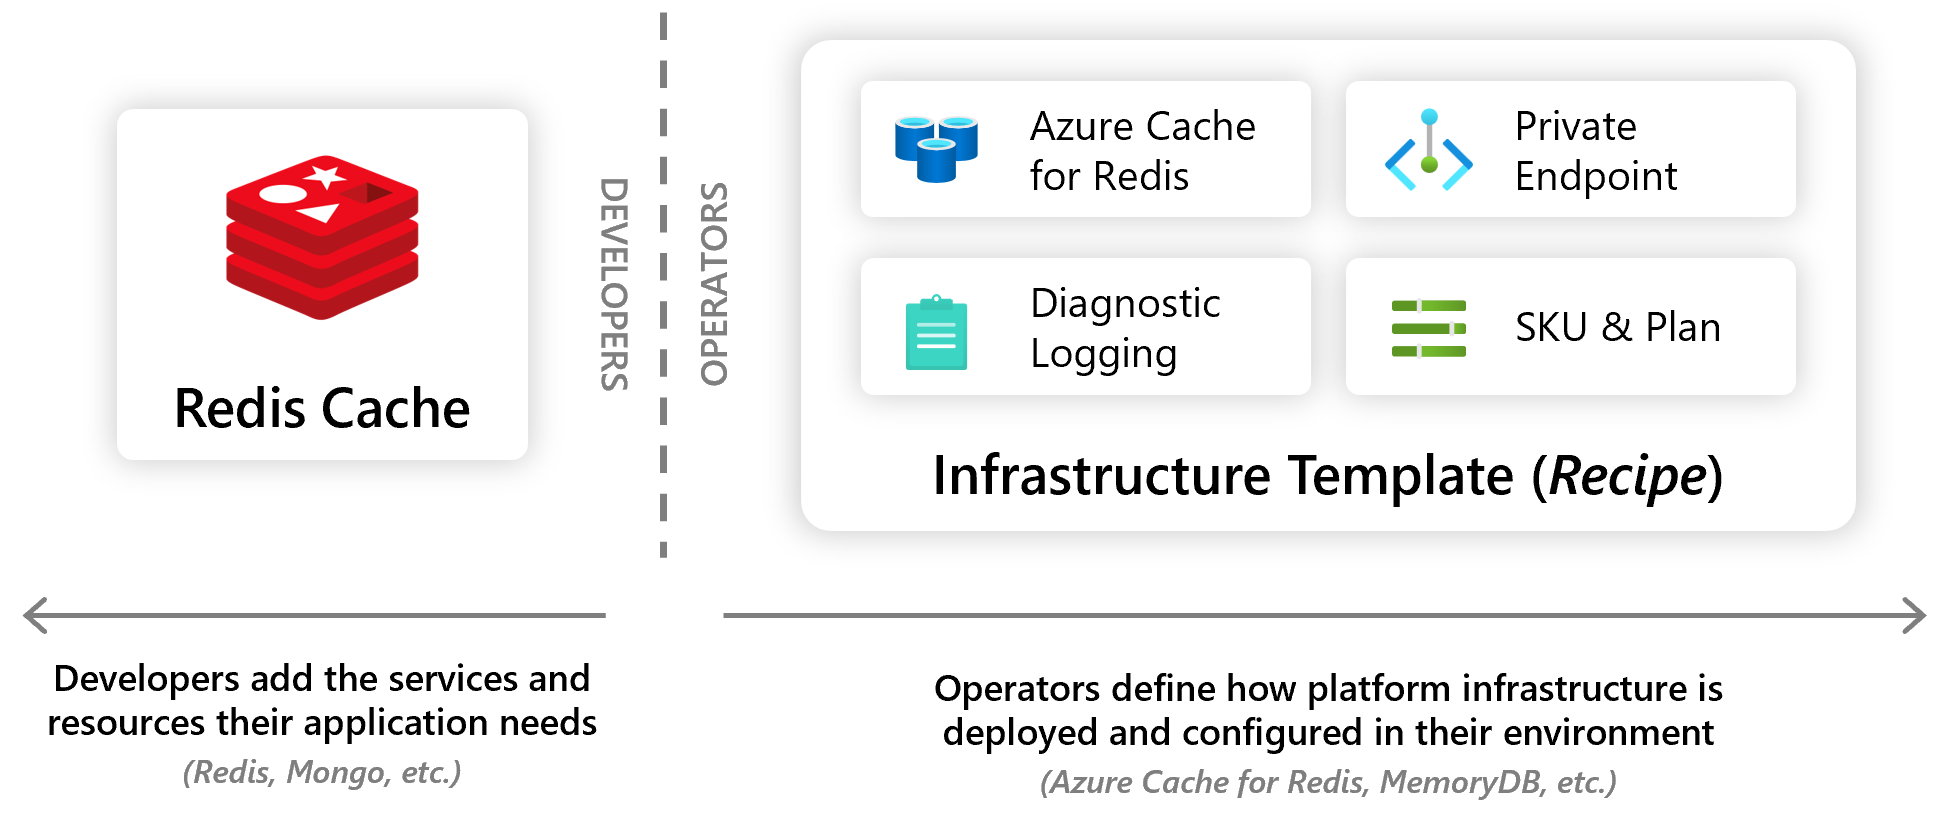 Redis Cache
DEVELOPERS
OPERATORS
Azure Cache
for Redis
Private
Endpoint
Diagnostic
Logging
SKU & Plan
Infrastructure Template (Recipe)
Developers add the services and
resources their application needs
(Redis, Mongo, etc.)
Operators define how platform infrastructure is
deployed and configured in their environment
(Azure Cache for Redis, MemoryDB, etc.)